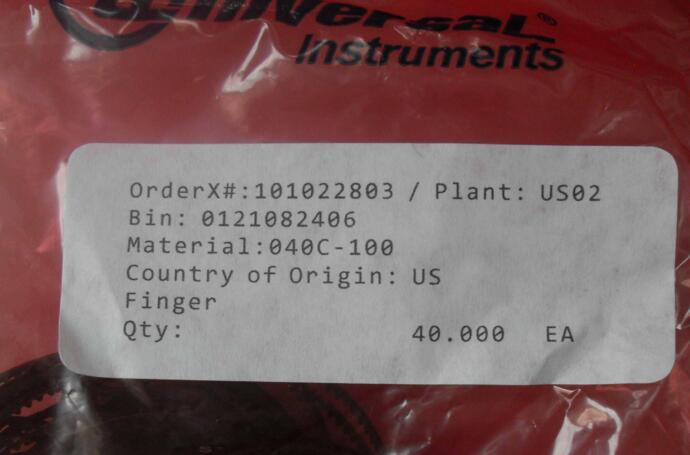 Universal®
Instruments
OrderX#:101022803 / Plant: US02
Bin: 0121082406
Material:040C-100
Country of Origin: US
Finger
Qty: 40.000 EA